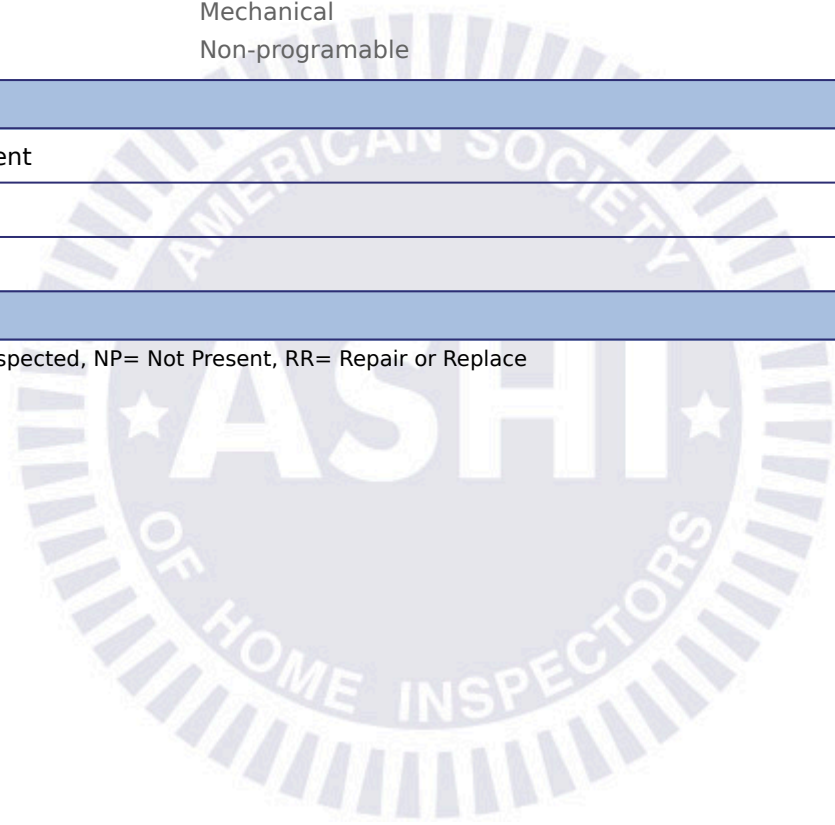 Mechanical
Non-programable
AMERICAN SOCIETY
ent
spected, NP= Not Present, RR= Repair or Replace
ASHI
OF HOME INSPECTORS